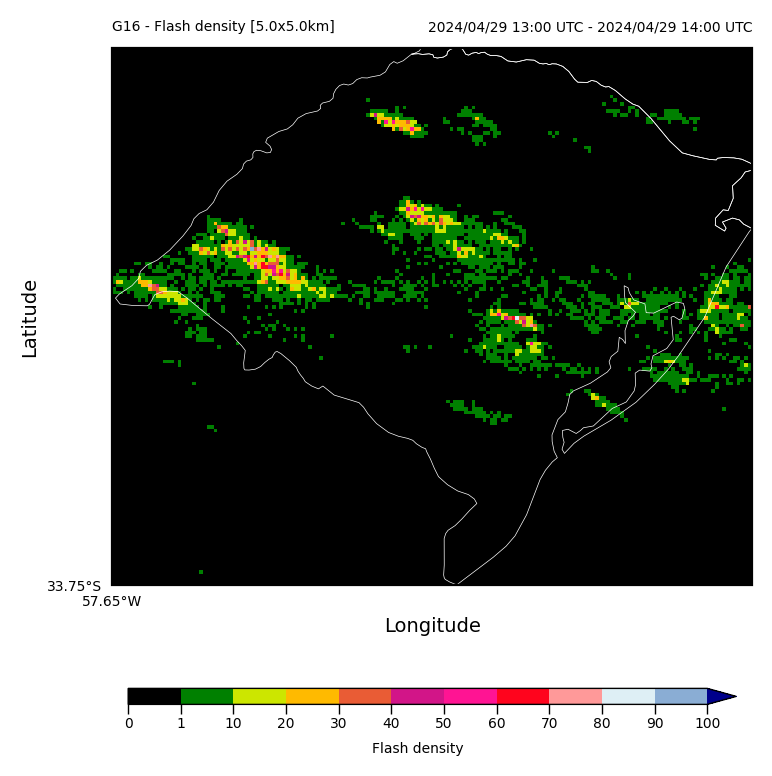 G16 - Flash density [5.0x5.0km] 2024/04/29 13:00 UTC - 2024/04/29 14:00 UTC
Latitude
33.75°S
57.65°W
Longitude
0 1 10 20 30 40 50 60 70 80 90 100
Flash density